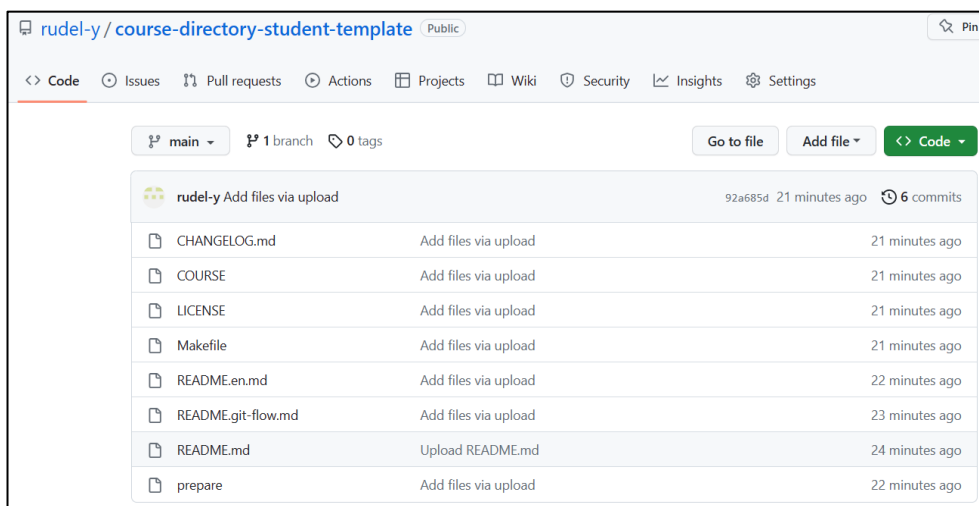 rudel-y / course-directory-student-template Public Pin
Code Issues Pull requests Actions Projects Wiki Security Insights Settings
main 1 branch 0 tags Go to file Add file Code
rudel-y Add files via upload 92a685d 21 minutes ago 6 commits
CHANGELOG.md Add files via upload 21 minutes ago
COURSE Add files via upload 21 minutes ago
LICENSE Add files via upload 21 minutes ago
Makefile Add files via upload 21 minutes ago
README.en.md Add files via upload 22 minutes ago
README.git-flow.md Add files via upload 23 minutes ago
README.md Upload README.md 24 minutes ago
prepare Add files via upload 22 minutes ago